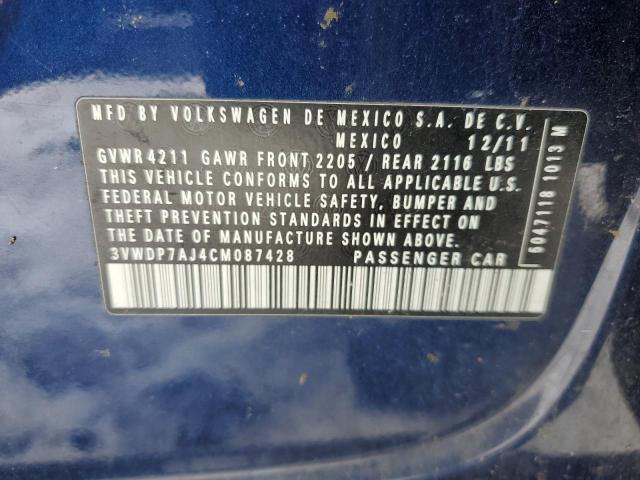 MFD BY VOLKSWAGEN DE MEXICO S.A. DE C.V.
MEXICO 12/11
GVWR 4211 GAWR FRONT 2205 / REAR 2116 LBS
THIS VEHICLE CONFORMS TO ALL APPLICABLE U.S.
FEDERAL MOTOR VEHICLE SAFETY, BUMPER AND
THEFT PREVENTION STANDARDS IN EFFECT ON
THE DATE OF MANUFACTURE SHOWN ABOVE.
3VWDP7AJ4CM087428 PASSENGER CAR
5047118 1013 M